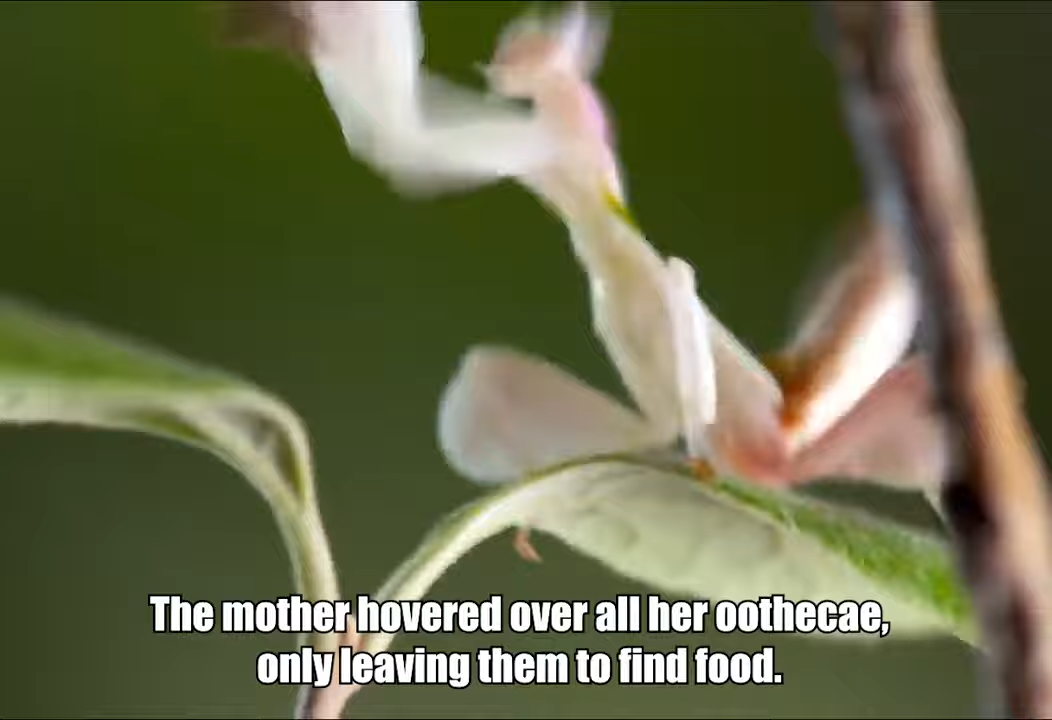 The mother hovered over all her oothecae,
only leaving them to find food.